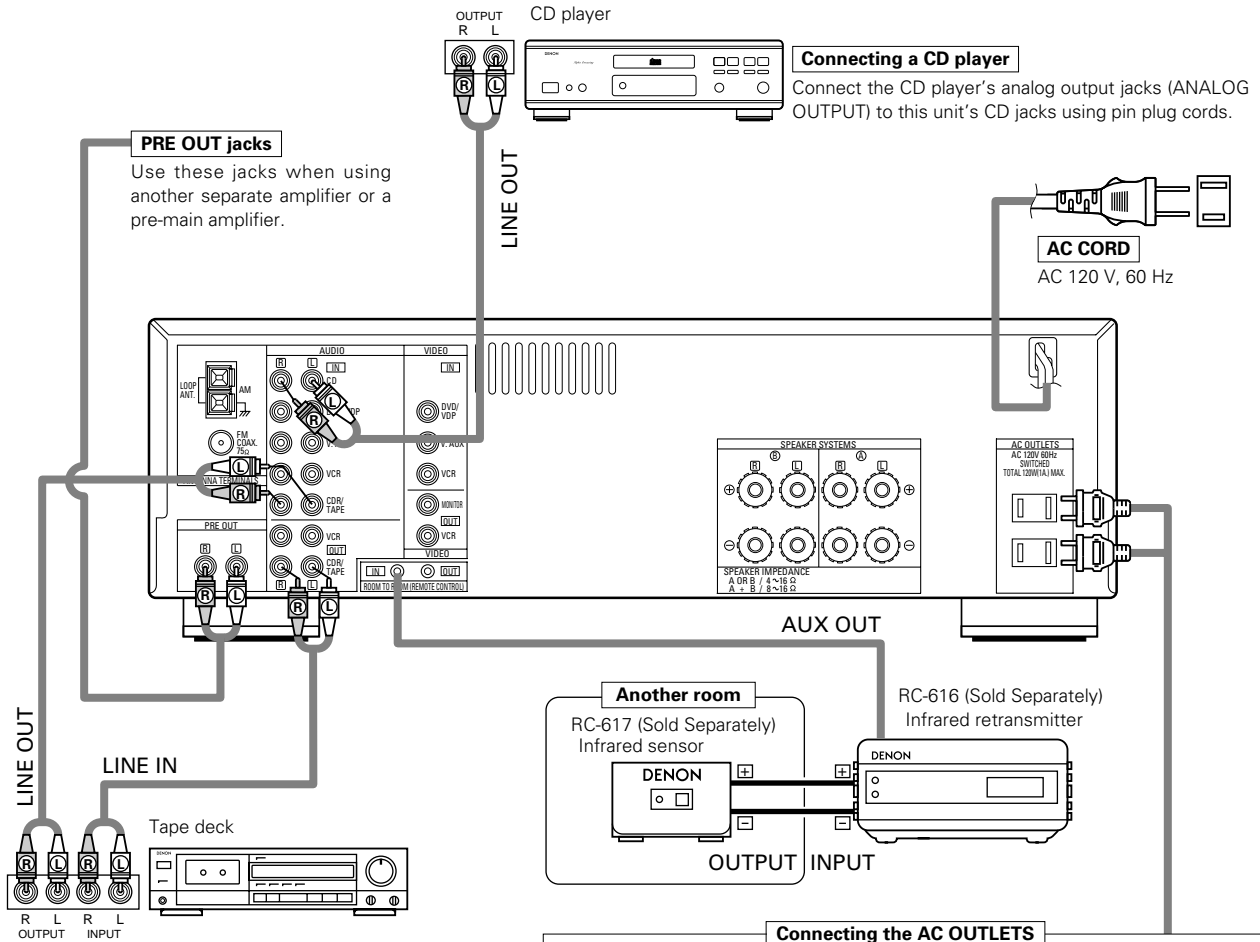 OUTPUT
R L
CD player
DENON
Connecting a CD player
Connect the CD player's analog output jacks (ANALOG
OUTPUT) to this unit's CD jacks using pin plug cords.
R L
PRE OUT jacks
Use these jacks when using
another separate amplifier or a
pre-main amplifier.
LINE OUT
AC CORD
AC 120 V, 60 Hz
AUDIO
VIDEO
R L IN
IN
CD
LOOP
ANT.
AM
DVD/
VDP
VDP
L
R
FM
COAX.
75Ω
V. AUX
L
VCR
VCR
R
CDR/
TAPE
MONITOR
OUT
VCR
VCR
OUT
VIDEO
CDR/
TAPE
R L
IN OUT
ROOM TO ROOM (REMOTE CONTROL)
PRE OUT
R L
R L
R L
SPEAKER SYSTEMS
B A
R L R L
+ +
− −
SPEAKER IMPEDANCE
A OR B / 4~16 Ω
A + B / 8~16 Ω
AC OUTLETS
AC 120V 60Hz
SWITCHED
TOTAL 120W(1A.) MAX.
AUX OUT
Another room
RC-617 (Sold Separately)
Infrared sensor
DENON
RC-616 (Sold Separately)
Infrared retransmitter
DENON
+ +
− −
OUTPUT INPUT
LINE OUT
LINE IN
Tape deck
DENON
R L R L
R L R L
OUTPUT INPUT
Connecting the AC OUTLETS